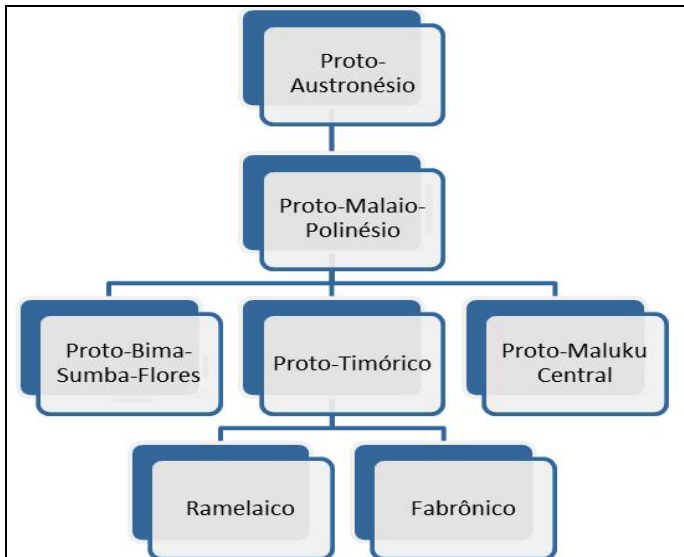 Proto-
Austronésio
Proto-Malaio-
Polinésio
Proto-Bima-
Sumba-Flores
Proto-Timórico
Proto-Maluku
Central
Ramelaico
Fabrônico